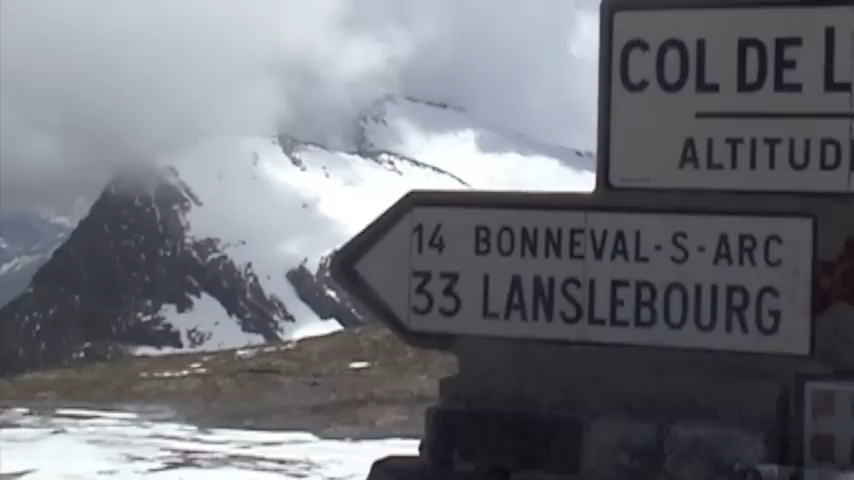 COL DE L
ALTITUD
14 BONNEVAL-S-ARC
33 LANSLEBOURG